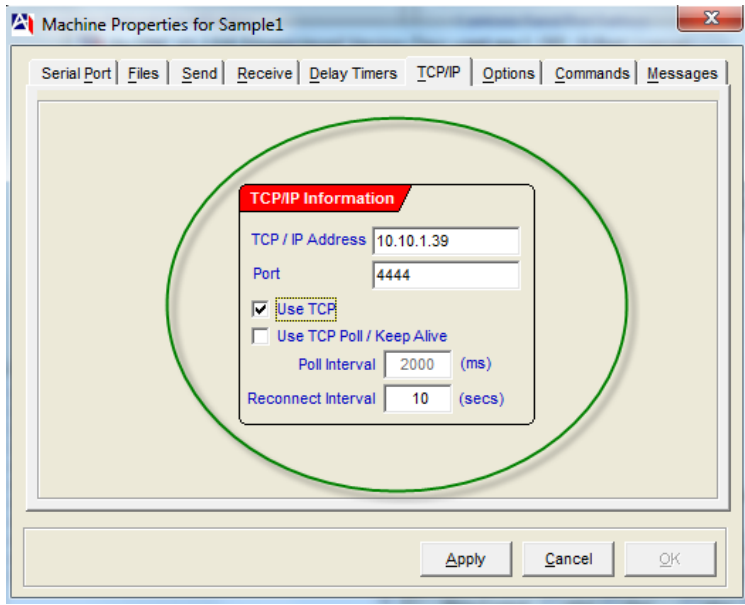 Machine Properties for Sample1
Serial Port Files Send Receive Delay Timers TCP/IP Options Commands Messages
TCP/IP Information
TCP / IP Address 10.10.1.39
Port 4444
Use TCP
Use TCP Poll / Keep Alive
Poll Interval 2000 (ms)
Reconnect Interval 10 (secs)
Apply Cancel OK